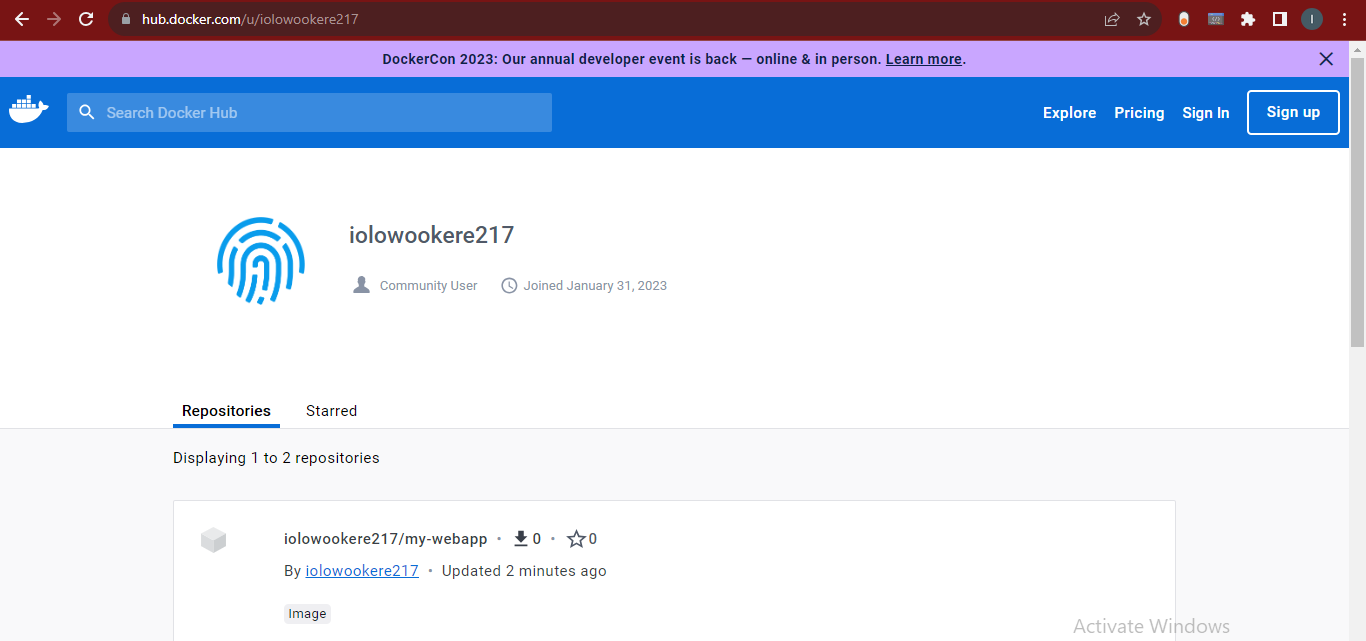 hub.docker.com/u/iolowookere217
I
DockerCon 2023: Our annual developer event is back — online & in person. Learn more.
Search Docker Hub
Explore Pricing Sign In Sign up
iolowookere217
Community User Joined January 31, 2023
Repositories Starred
Displaying 1 to 2 repositories
iolowookere217/my-webapp • 0 • 0
By iolowookere217 • Updated 2 minutes ago
Image
Activate Windows